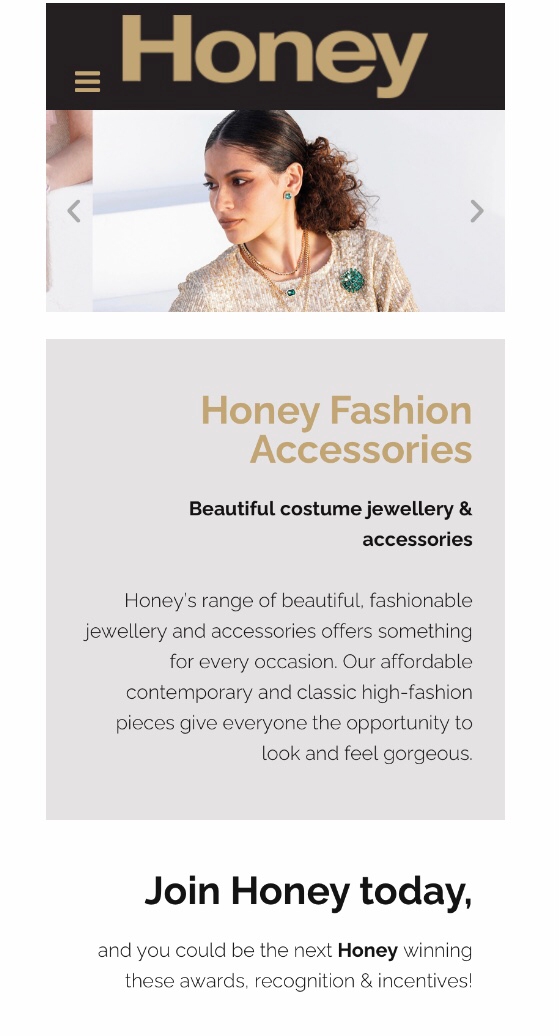 Honey
Honey Fashion
Accessories
Beautiful costume jewellery &
accessories
Honey's range of beautiful, fashionable
jewellery and accessories offers something
for every occasion. Our affordable
contemporary and classic high-fashion
pieces give everyone the opportunity to
look and feel gorgeous.
Join Honey today,
and you could be the next Honey winning
these awards, recognition & incentives!